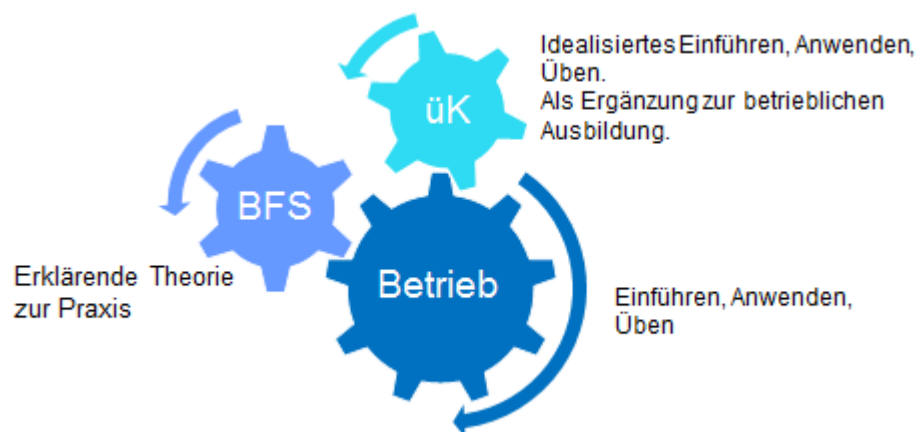 Idealisiertes Einführen, Anwenden,
Üben.
Als Ergänzung zur betrieblichen
Ausbildung.
üK
BFS
Erklärende Theorie
zur Praxis
Betrieb
Einführen, Anwenden,
Üben